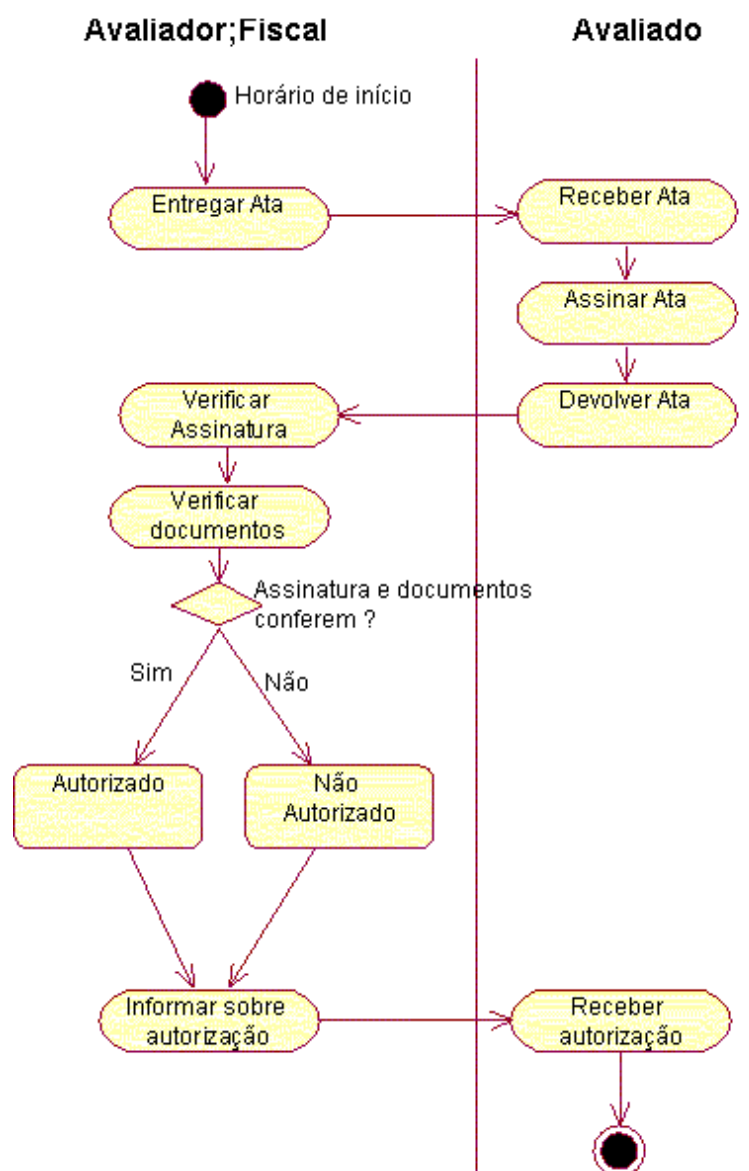 Avaliador;Fiscal
Avaliado
Horário de início
Entregar Ata
Receber Ata
Assinar Ata
Devolver Ata
Verificar
Assinatura
Verificar
documentos
Assinatura e documentos
conferem ?
Sim
Não
Autorizado
Não
Autorizado
Informar sobre
autorização
Receber
autorização